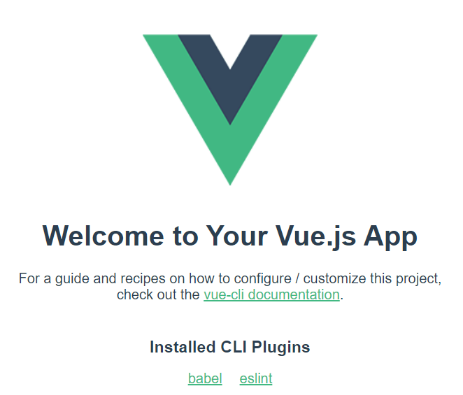 Welcome to Your Vue.js App
For a guide and recipes on how to configure / customize this project,
check out the vue-cli documentation.
Installed CLI Plugins
babel eslint